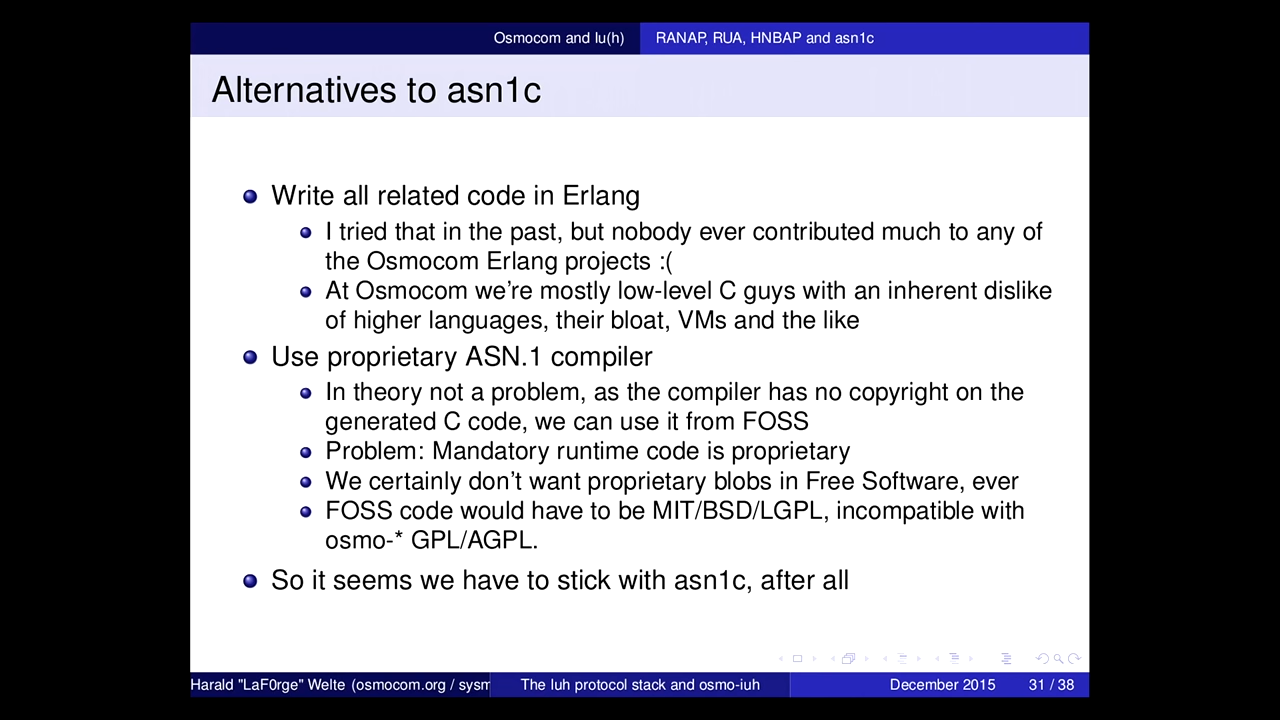 Osmocom and Iu(h) RANAP, RUA, HNBAP and asn1c
Alternatives to asn1c
Write all related code in Erlang
I tried that in the past, but nobody ever contributed much to any of
the Osmocom Erlang projects :(
At Osmocom we're mostly low-level C guys with an inherent dislike
of higher languages, their bloat, VMs and the like
Use proprietary ASN.1 compiler
In theory not a problem, as the compiler has no copyright on the
generated C code, we can use it from FOSS
Problem: Mandatory runtime code is proprietary
We certainly don't want proprietary blobs in Free Software, ever
FOSS code would have to be MIT/BSD/LGPL, incompatible with
osmo-* GPL/AGPL.
So it seems we have to stick with asn1c, after all
Harald "LaF0rge" Welte (osmocom.org / sysm The Iuh protocol stack and osmo-iuh December 2015 31 / 38